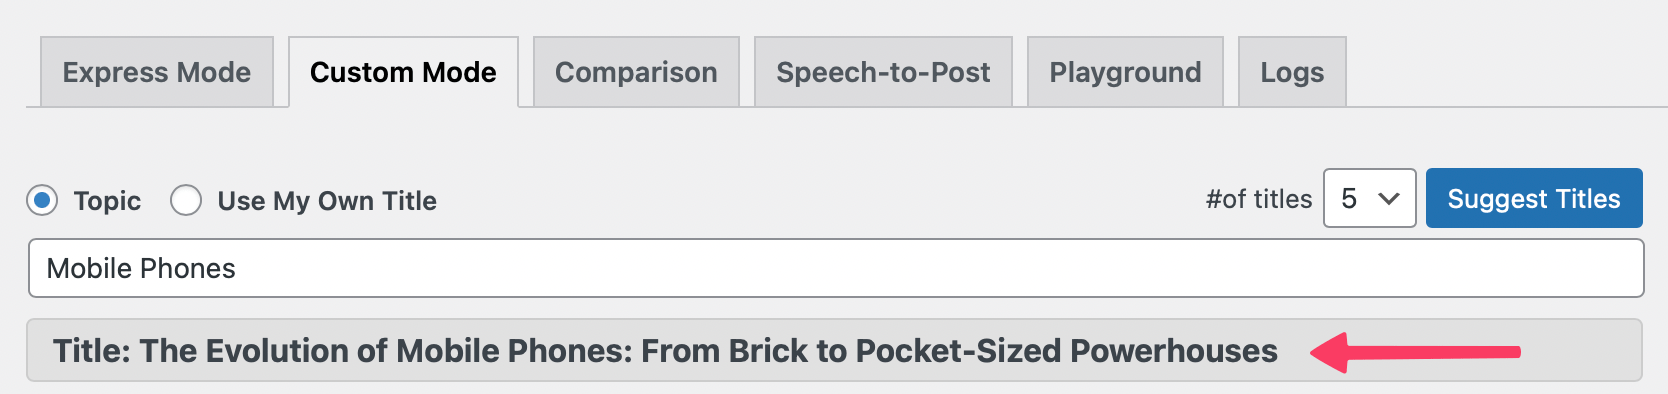 Express Mode Custom Mode Comparison Speech-to-Post Playground Logs
Topic Use My Own Title #of titles 5 Suggest Titles
Mobile Phones
Title: The Evolution of Mobile Phones: From Brick to Pocket-Sized Powerhouses